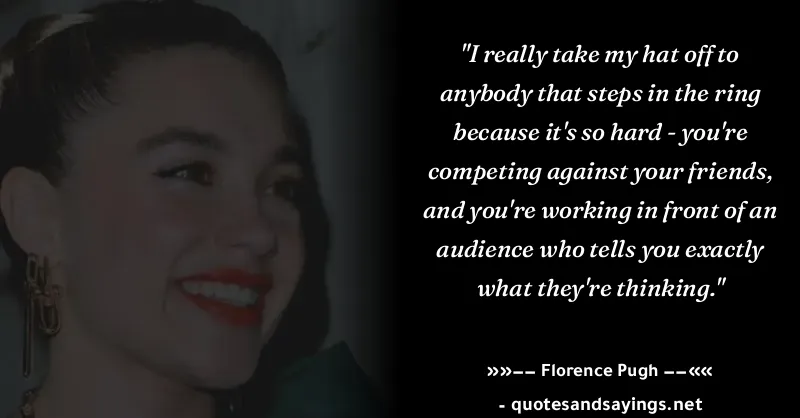 "I really take my hat off to
anybody that steps in the ring
because it's so hard - you're
competing against your friends,
and you're working in front of an
audience who tells you exactly
what they're thinking."
»»−− Florence Pugh −−««
- quotesandsayings.net